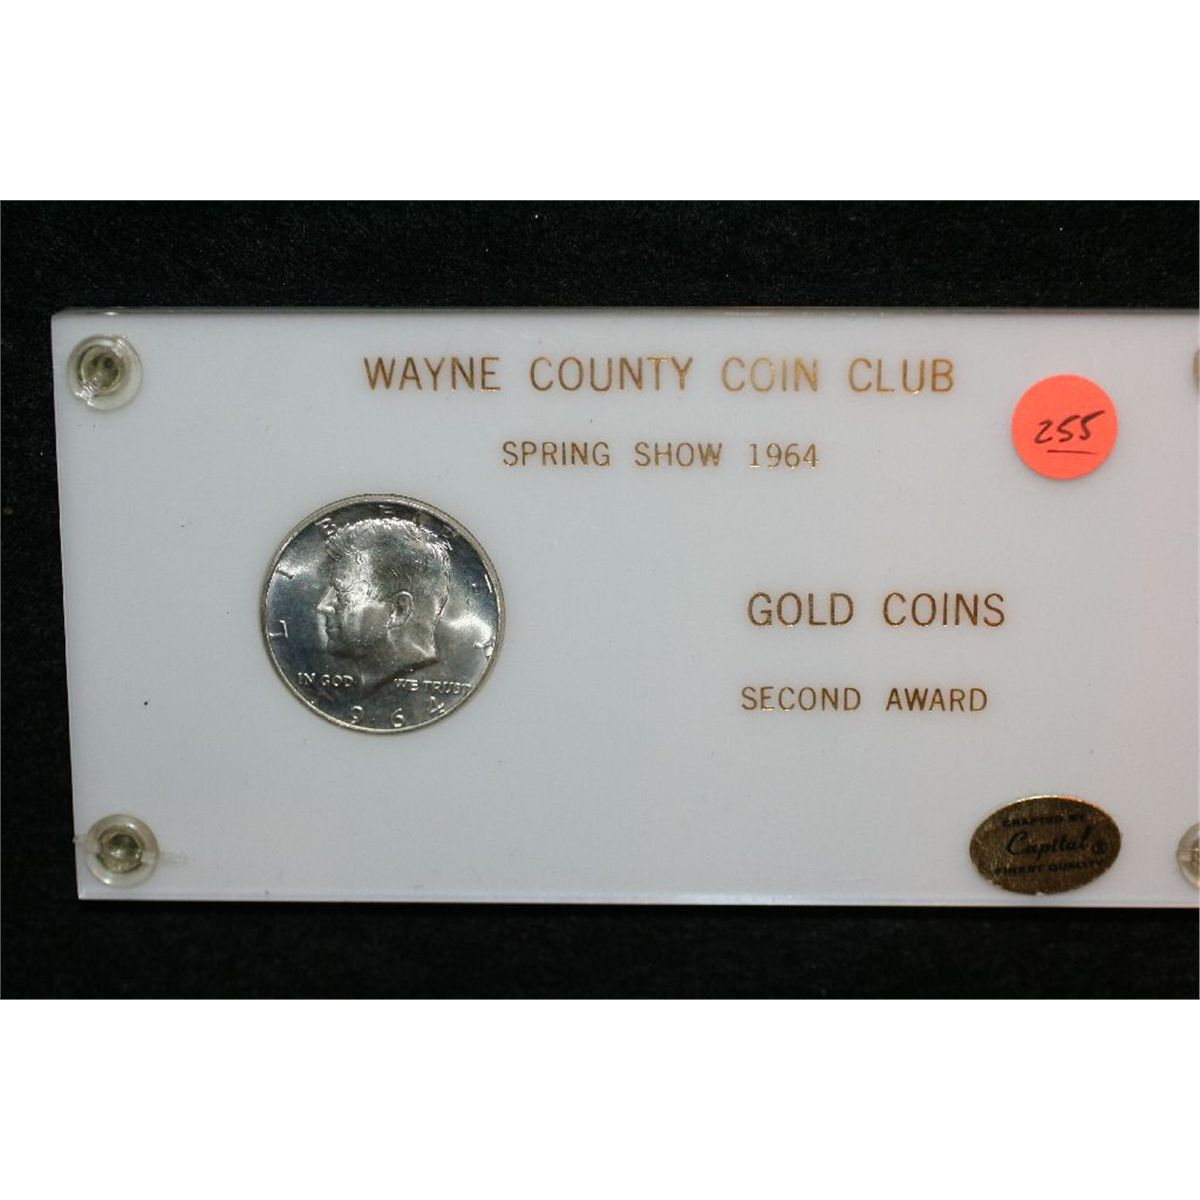 WAYNE COUNTY COIN CLUB
SPRING SHOW 1964
255
LIBERTY
IN GOD WE TRUST
1964
GOLD COINS
SECOND AWARD
CRAFTED BY
Capital ®
FINEST QUALITY